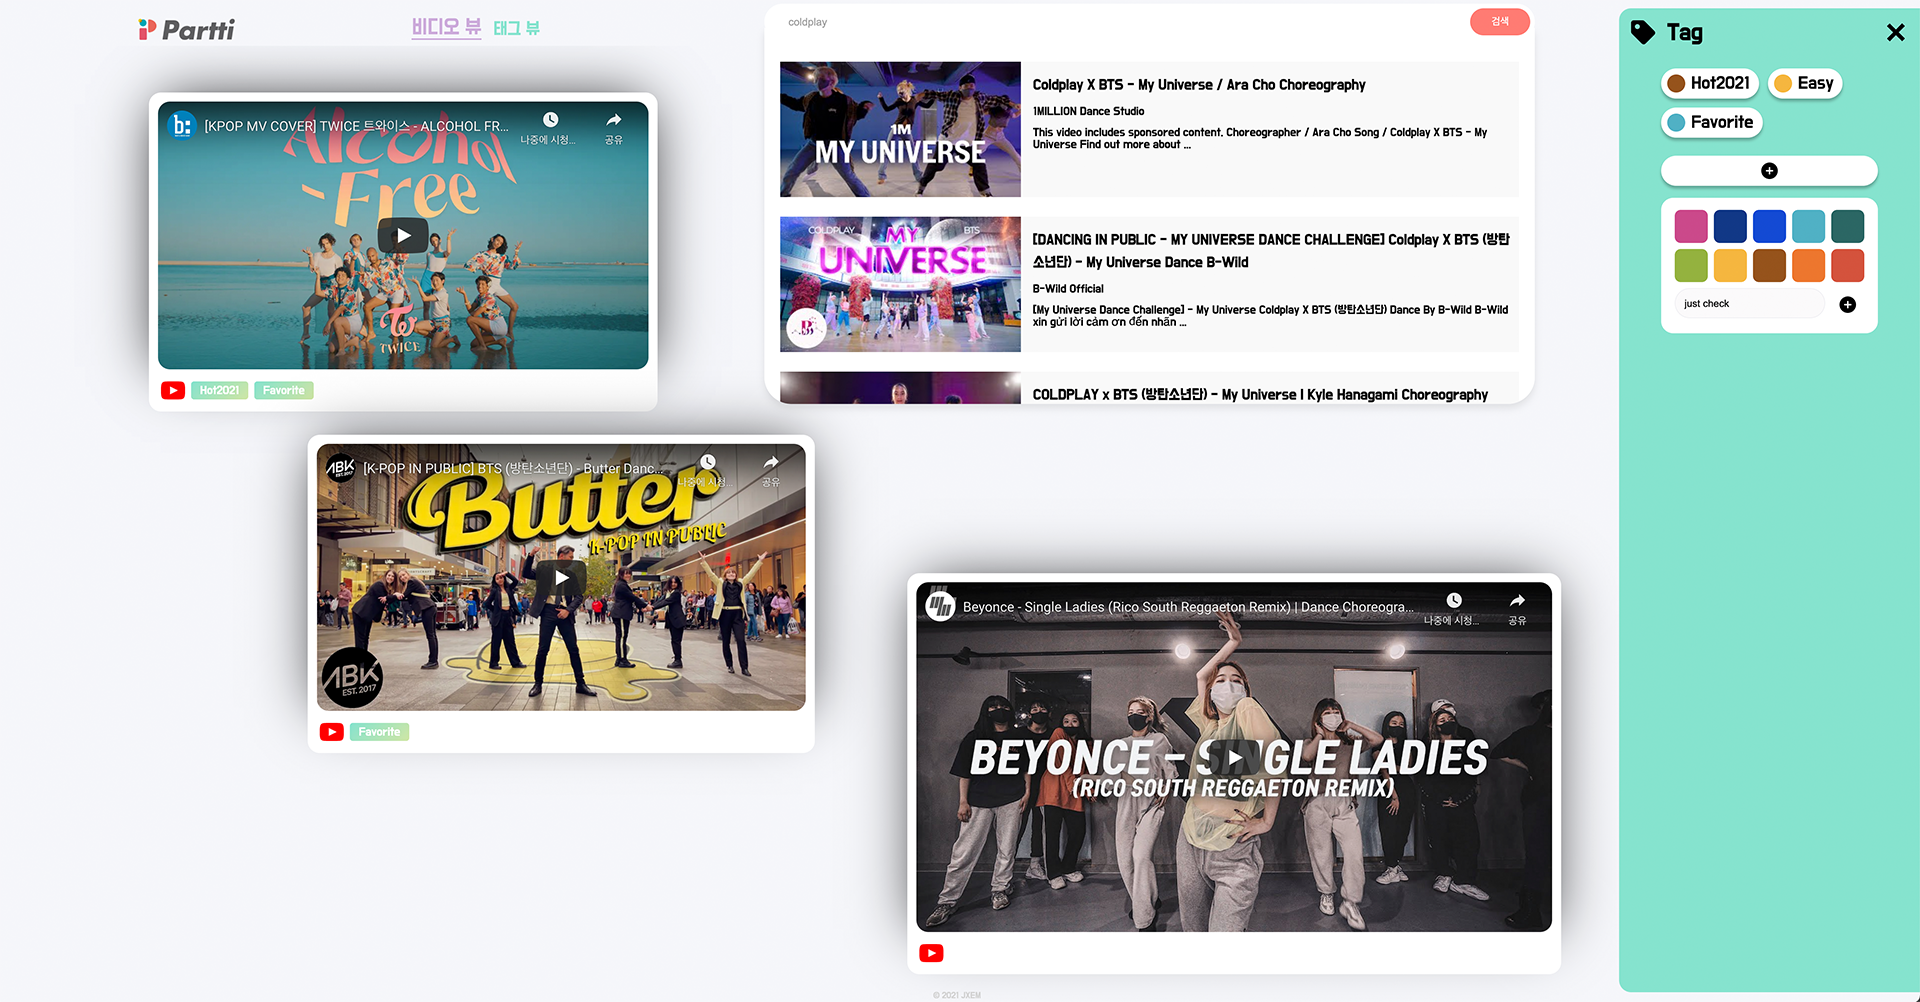 Partti
비디오 뷰
태그 뷰
coldplay
검색
Tag
Hot2021
Easy
Favorite
just check
[KPOP MV COVER] TWICE 트와이스 - ALCOHOL FR...
나중에 시청...
공유
b:
Alcohol
-Free
TWICE
Hot2021
Favorite
1M
MY UNIVERSE
Coldplay X BTS - My Universe / Ara Cho Choreography
1MILLION Dance Studio
This video includes sponsored content. Choreographer / Ara Cho Song / Coldplay X BTS - My
Universe Find out more about ...
COLDPLAY
BTS
MY
UNIVERSE
B
[DANCING IN PUBLIC - MY UNIVERSE DANCE CHALLENGE] Coldplay X BTS (방탄
소년단) - My Universe Dance B-Wild
B-Wild Official
[My Universe Dance Challenge] - My Universe Coldplay X BTS (방탄소년단) Dance By B-Wild B-Wild
xin gửi lời cảm ơn đến nhãn ...
COLDPLAY x BTS (방탄소년단) - My Universe I Kyle Hanagami Choreography
ABK
EST. 2017
[K-POP IN PUBLIC] BTS (방탄소년단) - Butter Danc...
나중에 시청...
공유
Butter
K-POP IN PUBLIC
ABK
EST. 2017
Favorite
Beyonce - Single Ladies (Rico South Reggaeton Remix) | Dance Choreogra...
나중에 시청...
공유
BEYONCE - SINGLE LADIES
(RICO SOUTH REGGAETON REMIX)
© 2021 JXEM